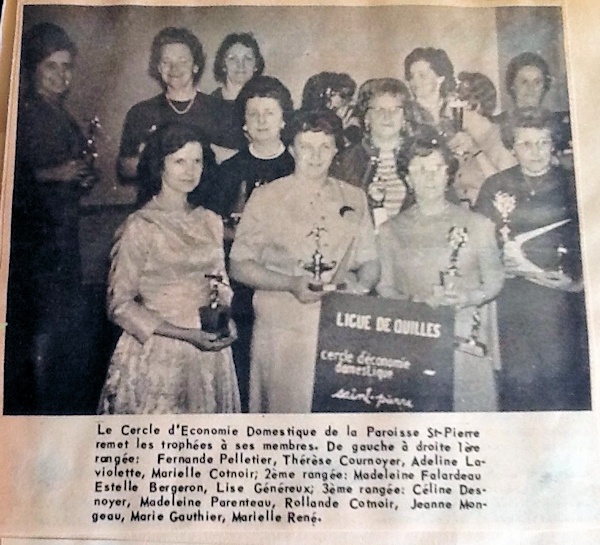 LIGUE DE QUILLES
cercle d'économie
domestique
saint-pierre
Le Cercle d'Economie Domestique de la Paroisse St-Pierre
remet les trophées à ses membres. De gauche à droite 1ère
rangée: Fernande Pelletier, Thérèse Cournoyer, Adeline La-
violette, Marielle Cotnoir; 2ème rangée: Madeleine Falardeau
Estelle Bergeron, Lise Généreux; 3ème rangée: Céline Des-
noyer, Madeleine Parenteau, Rollande Cotnoir, Jeanne Mon-
geau, Marie Gauthier, Marielle René.